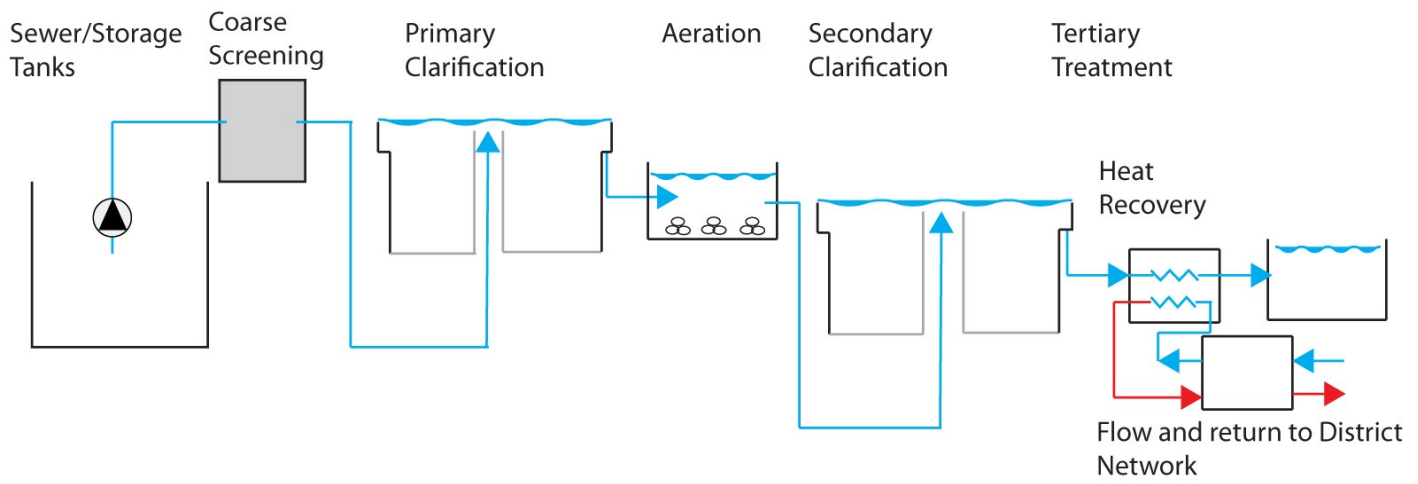 Sewer/Storage
Tanks
Coarse
Screening
Primary
Clarification
Aeration
Secondary
Clarification
Tertiary
Treatment
Heat
Recovery
Flow and return to District
Network